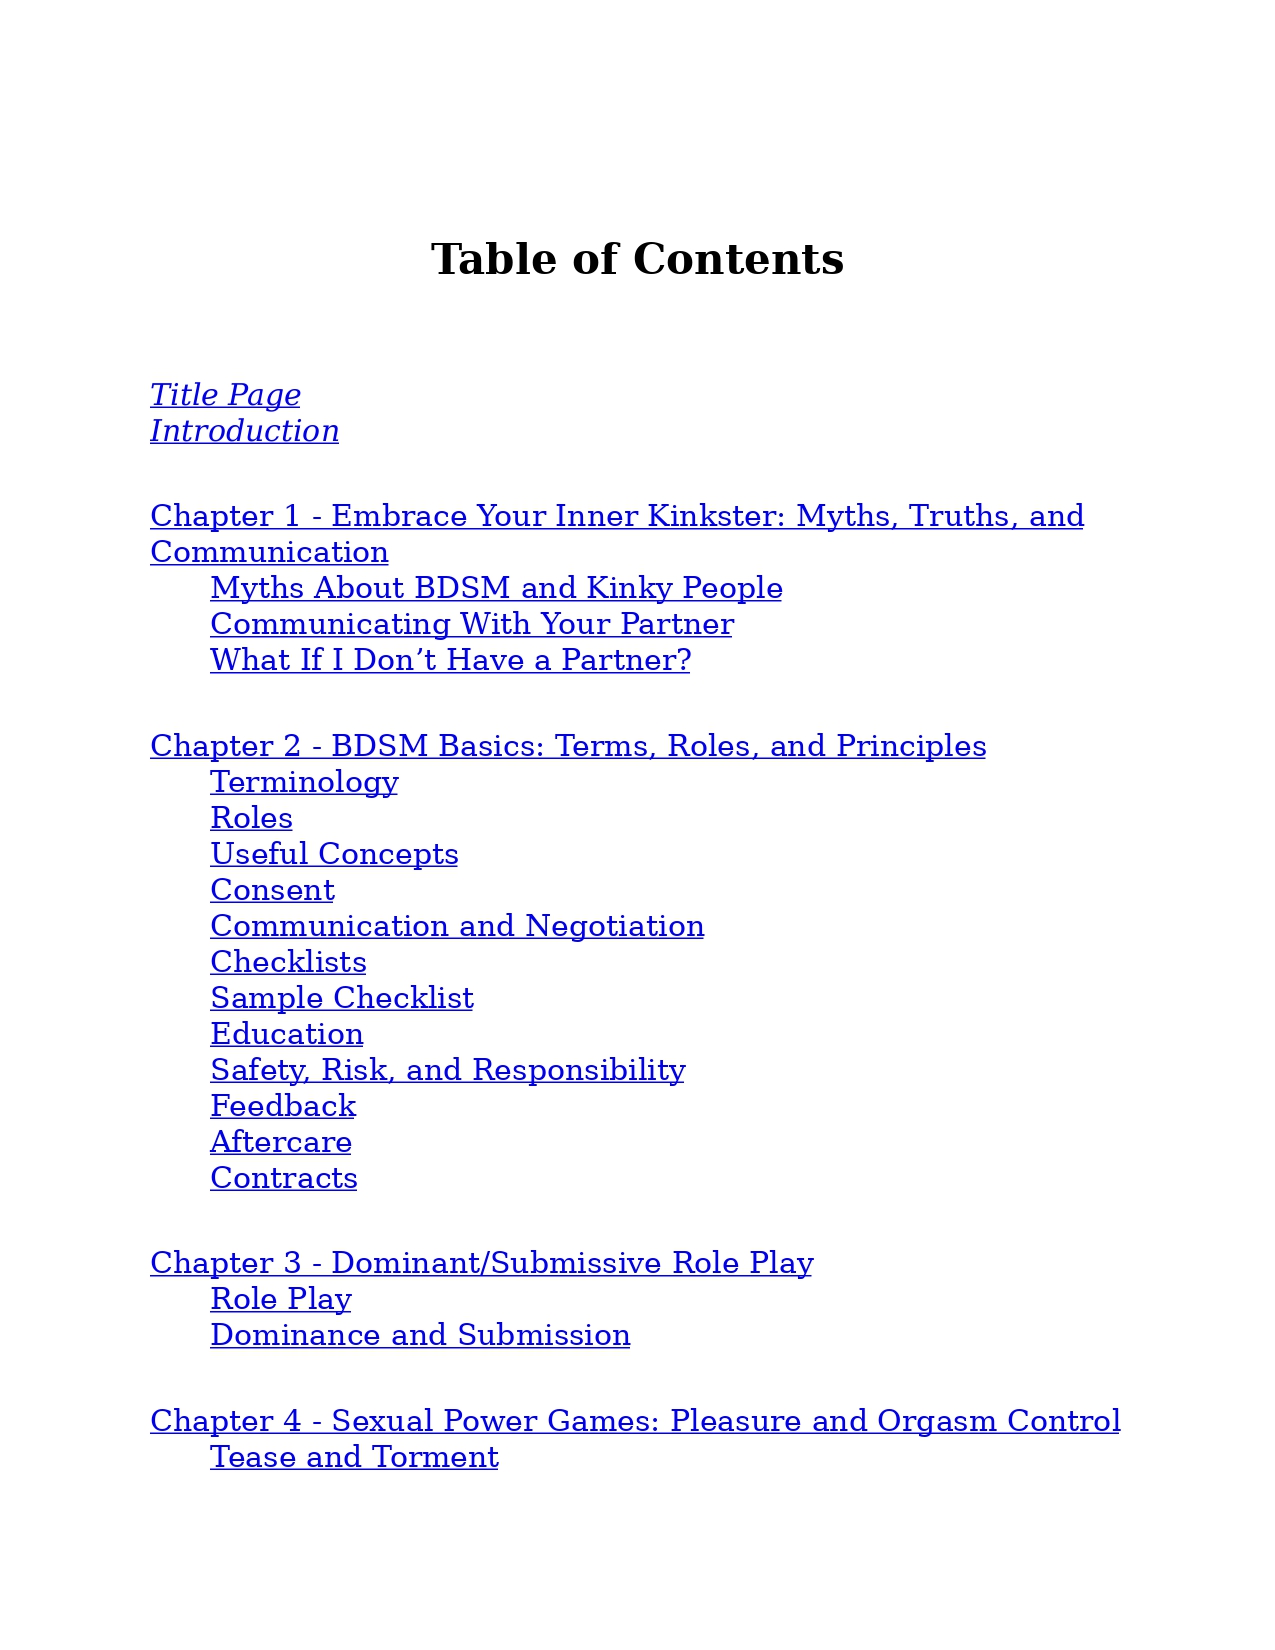 Table of Contents
Title Page
Introduction
Chapter 1 - Embrace Your Inner Kinkster: Myths, Truths, and
Communication
Myths About BDSM and Kinky People
Communicating With Your Partner
What If I Don’t Have a Partner?
Chapter 2 - BDSM Basics: Terms, Roles, and Principles
Terminology
Roles
Useful Concepts
Consent
Communication and Negotiation
Checklists
Sample Checklist
Education
Safety, Risk, and Responsibility
Feedback
Aftercare
Contracts
Chapter 3 - Dominant/Submissive Role Play
Role Play
Dominance and Submission
Chapter 4 - Sexual Power Games: Pleasure and Orgasm Control
Tease and Torment